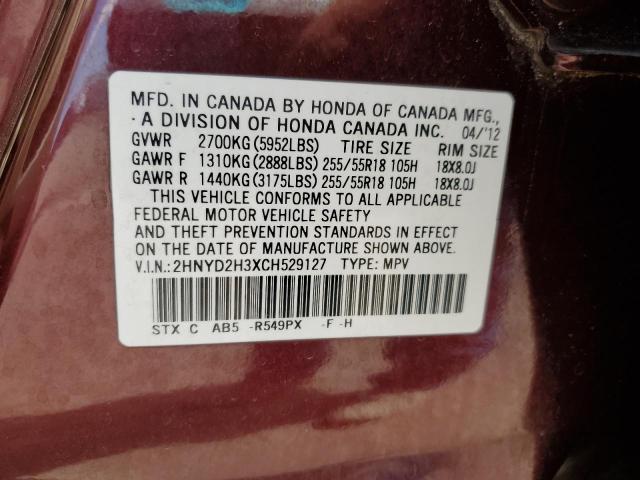 MFD. IN CANADA BY HONDA OF CANADA MFG.,
· A DIVISION OF HONDA CANADA INC. 04/'12
GVWR 2700KG(5952LBS) TIRE SIZE RIM SIZE
GAWR F 1310KG(2888LBS) 255/55R18 105H 18X8.0J
GAWR R 1440KG(3175LBS) 255/55R18 105H 18X8.0J
THIS VEHICLE CONFORMS TO ALL APPLICABLE
FEDERAL MOTOR VEHICLE SAFETY
AND THEFT PREVENTION STANDARDS IN EFFECT
ON THE DATE OF MANUFACTURE SHOWN ABOVE.
V.I.N.:2HNYD2H3XCH529127 TYPE: MPV
STX C AB5 -R549PX -F -H